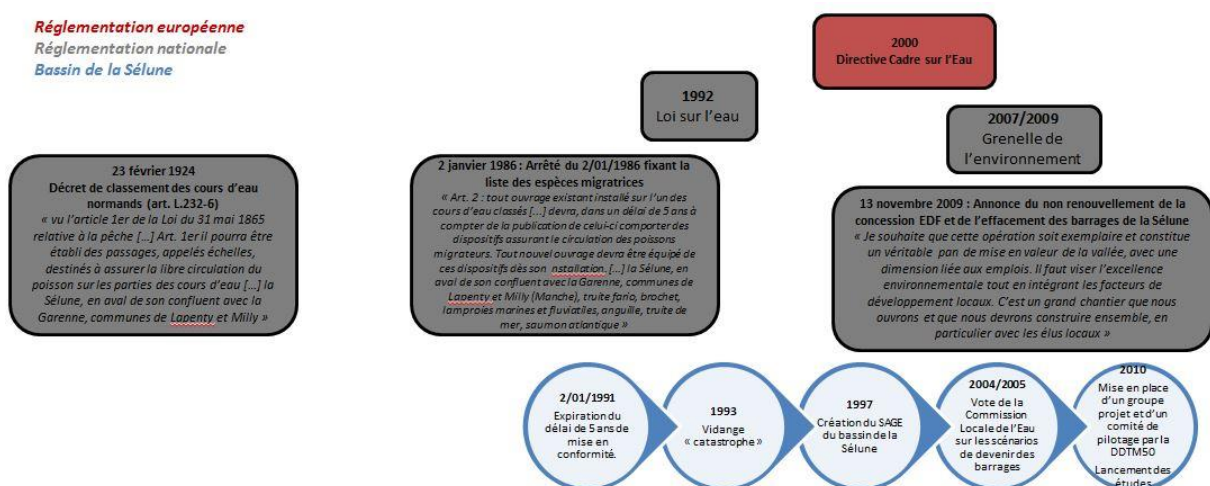 Réglementation européenne
Réglementation nationale
Bassin de la Sélune
2000
Directive Cadre sur l'Eau
1992
Loi sur l'eau
2007/2009
Grenelle de
l'environnement
23 février 1924
Décret de classement des cours d'eau
normands (art. L.232-6)
« vu l'article 1er de la Loi du 31 mai 1865
relative à la pêche [...] Art. 1er il pourra être
établi des passages, appelés échelles,
destinés à assurer la libre circulation du
poisson sur les parties des cours d'eau [...] la
Sélune, en aval de son confluent avec la
Garenne, communes de Lapenty et Milly »
2 janvier 1986 : Arrêté du 2/01/1986 fixant la
liste des espèces migratrices
« Art. 2 : tout ouvrage existant installé sur l'un des
cours d'eau classés [...] devra, dans un délai de 5 ans à
compter de la publication de celui-ci comporter des
dispositifs assurant le circulation des poissons
migrateurs. Tout nouvel ouvrage devra être équipé de
ces dispositifs dès son nstallation. [...] la Sélune, en
aval de son confluent avec la Garenne, communes de
Lapenty et Milly (Manche), truite fario, brochet,
lamproies marines et fluviatiles, anguille, truite de
mer, saumon atlantique »
13 novembre 2009 : Annonce du non renouvellement de la
concession EDF et de l'effacement des barrages de la Sélune
« Je souhaite que cette opération soit exemplaire et constitue
un véritable pan de mise en valeur de la vallée, avec une
dimension liée aux emplois. Il faut viser l'excellence
environnementale tout en intégrant les facteurs de
développement locaux. C'est un grand chantier que nous
ouvrons et que nous devrons construire ensemble, en
particulier avec les élus locaux »
2/01/1991
Expiration du
délai de 5 ans de
mise en
conformité.
1993
Vidange
« catastrophe »
1997
Création du SAGE
du bassin de la
Sélune
2004/2005
Vote de la
Commission
Locale de l'Eau
sur les scénarios
de devenir des
barrages
2010
Mise en place
d'un groupe
projet et d'un
comité de
pilotage par la
DDTM50
Lancement des
études